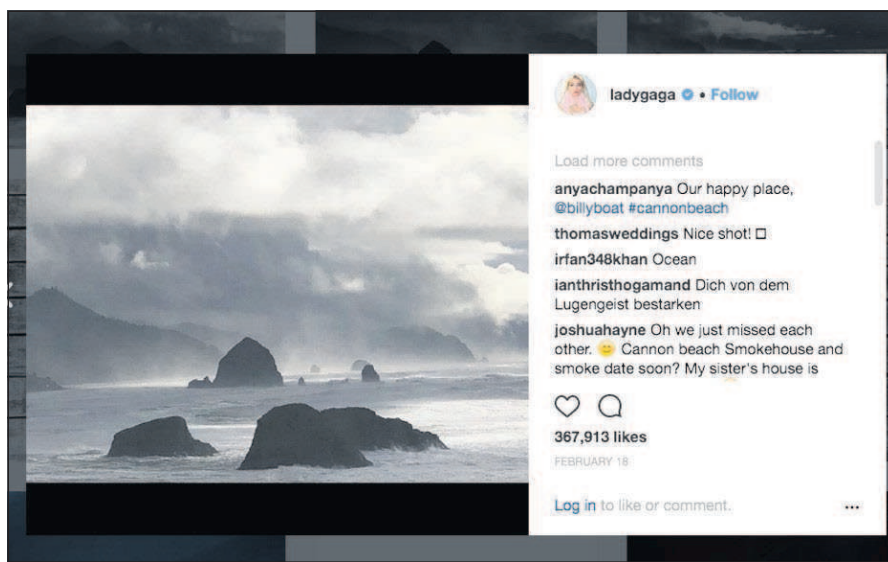 ladygaga • Follow
Load more comments
anyachampanya Our happy place,
@billyboat #cannonbeach
thomasweddings Nice shot! □
irfan348khan Ocean
ianthristhogamand Dich von dem
Lugengeist bestarken
joshuahayne Oh we just missed each
other. 😊 Cannon beach Smokehouse and
smoke date soon? My sister's house is
367,913 likes
FEBRUARY 18
Log in to like or comment.